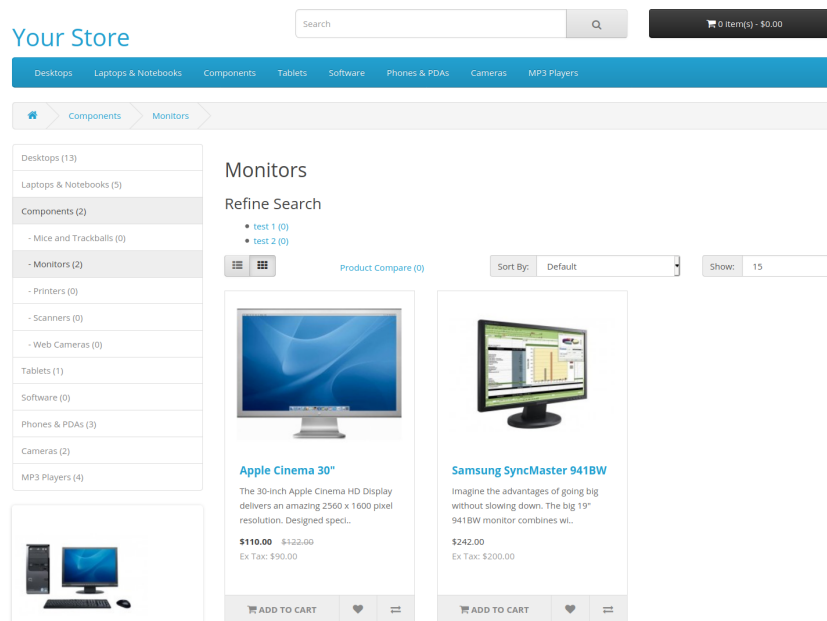 Your Store
Search
0 item(s) - $0.00
Desktops Laptops & Notebooks Components Tablets Software Phones & PDAs Cameras MP3 Players
Components Monitors
Desktops (13)
Laptops & Notebooks (5)
Components (2)
- Mice and Trackballs (0)
- Monitors (2)
- Printers (0)
- Scanners (0)
- Web Cameras (0)
Tablets (1)
Software (0)
Phones & PDAs (3)
Cameras (2)
MP3 Players (4)
Monitors
Refine Search
test 1 (0)
test 2 (0)
Product Compare (0)
Sort By: Default
Show: 15
Apple Cinema 30"
The 30-inch Apple Cinema HD Display
delivers an amazing 2560 x 1600 pixel
resolution. Designed speci..
$110.00 $122.00
Ex Tax: $90.00
ADD TO CART
Samsung SyncMaster 941BW
Imagine the advantages of going big
without slowing down. The big 19"
941BW monitor combines wi..
$242.00
Ex Tax: $200.00
ADD TO CART